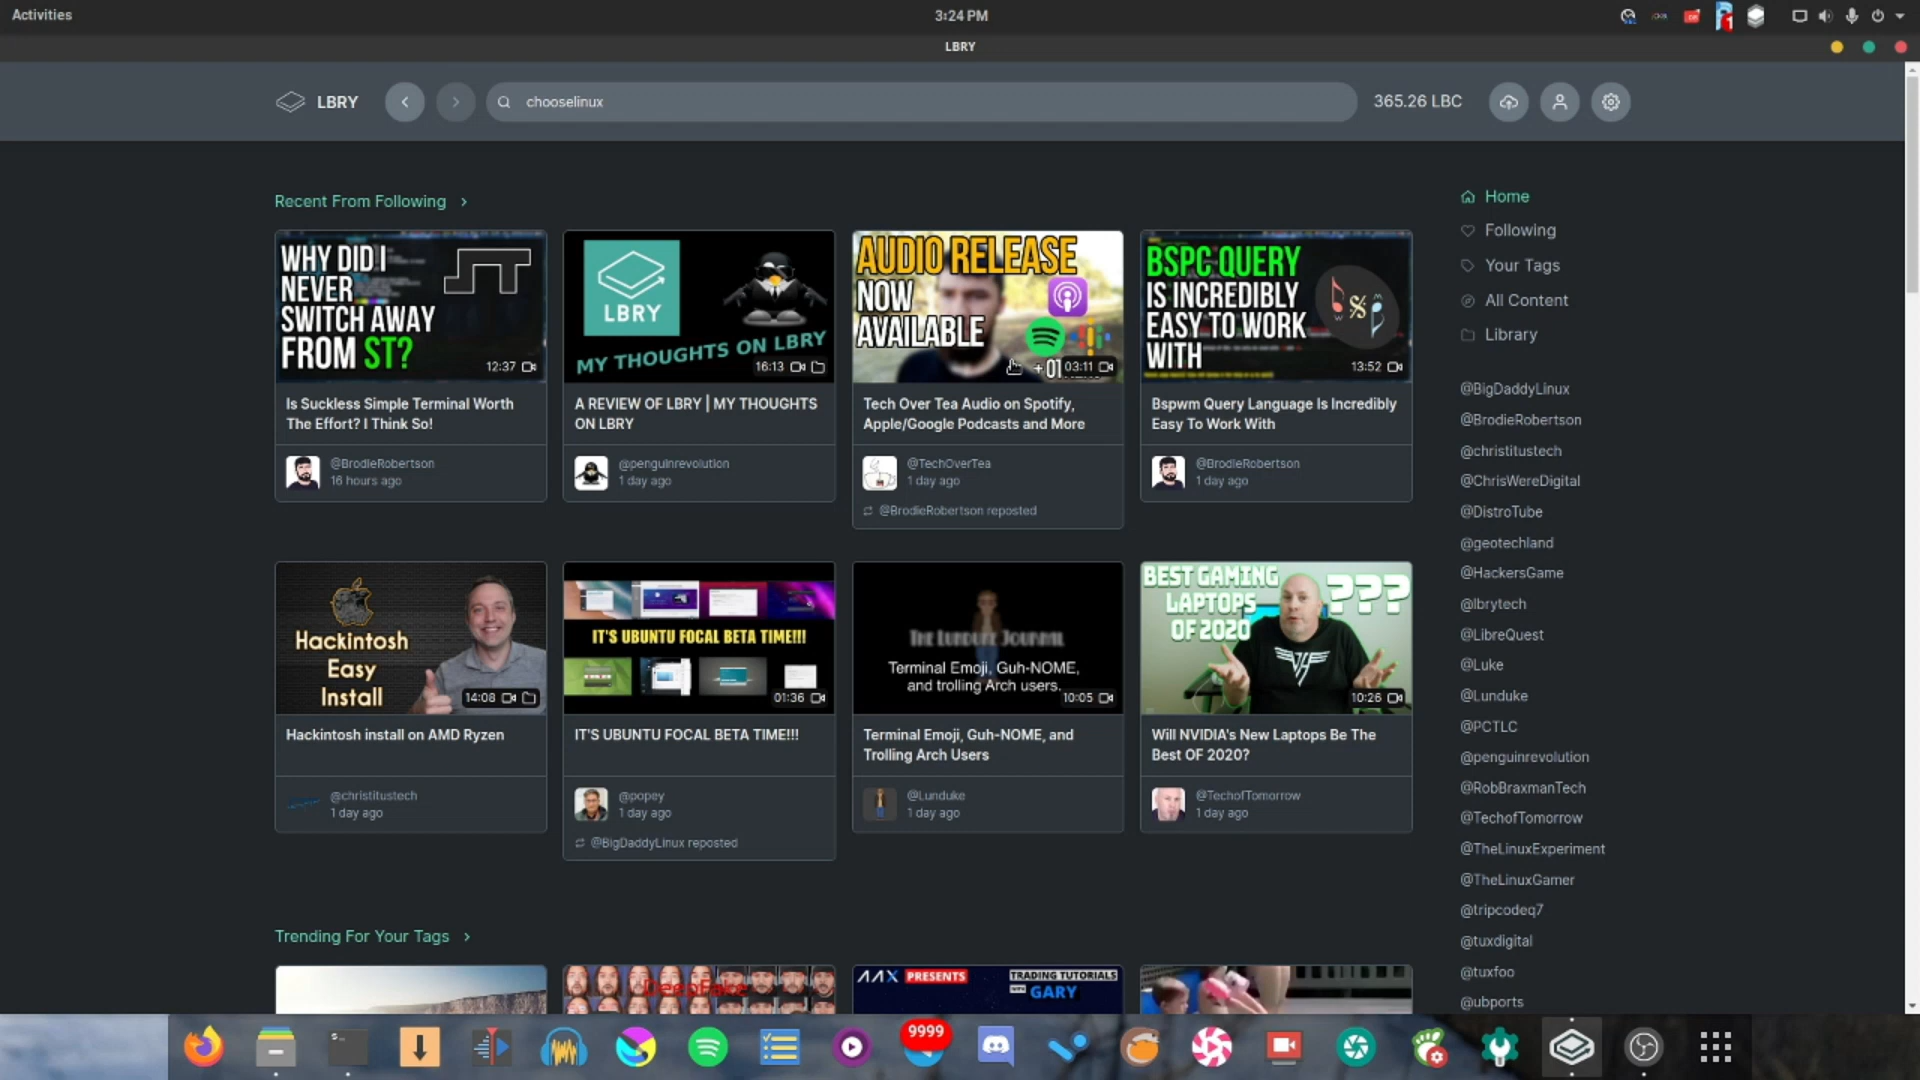 Activities
3:24 PM
LBRY
LBRY
chooselinux
365.26 LBC
Recent From Following
WHY DID I
NEVER
SWITCH AWAY
FROM ST?
12:37
Is Suckless Simple Terminal Worth
The Effort? I Think So!
@BrodieRobertson
16 hours ago
LBRY
MY THOUGHTS ON LBRY
16:13
A REVIEW OF LBRY | MY THOUGHTS
ON LBRY
@penguinrevolution
1 day ago
AUDIO RELEASE
NOW
AVAILABLE
+01
03:11
Tech Over Tea Audio on Spotify,
Apple/Google Podcasts and More
@TechOverTea
1 day ago
@BrodieRobertson reposted
BSPC QUERY
IS INCREDIBLY
EASY TO WORK
WITH
13:52
Bspwm Query Language Is Incredibly
Easy To Work With
@BrodieRobertson
1 day ago
Hackintosh
Easy
Install
14:08
Hackintosh install on AMD Ryzen
@christitustech
1 day ago
IT'S UBUNTU FOCAL BETA TIME!!!
01:36
IT'S UBUNTU FOCAL BETA TIME!!!
@popey
1 day ago
@BigDaddyLinux reposted
THE LUNDUKE JOURNAL
Terminal Emoji, Guh-NOME,
and trolling Arch users.
10:05
Terminal Emoji, Guh-NOME, and
Trolling Arch Users
@Lunduke
1 day ago
BEST GAMING
LAPTOPS
OF 2020
???
10:26
Will NVIDIA's New Laptops Be The
Best OF 2020?
@TechofTomorrow
1 day ago
Trending For Your Tags
DeepFake
AAX PRESENTS
TRADING TUTORIALS
WITH GARY
Home
Following
Your Tags
All Content
Library
@BigDaddyLinux
@BrodieRobertson
@christitustech
@ChrisWereDigital
@DistroTube
@geotechland
@HackersGame
@lbrytech
@LibreQuest
@Luke
@Lunduke
@PCTLC
@penguinrevolution
@RobBraxmanTech
@TechofTomorrow
@TheLinuxExperiment
@TheLinuxGamer
@tripcodeq7
@tuxdigital
@tuxfoo
@ubports
9999